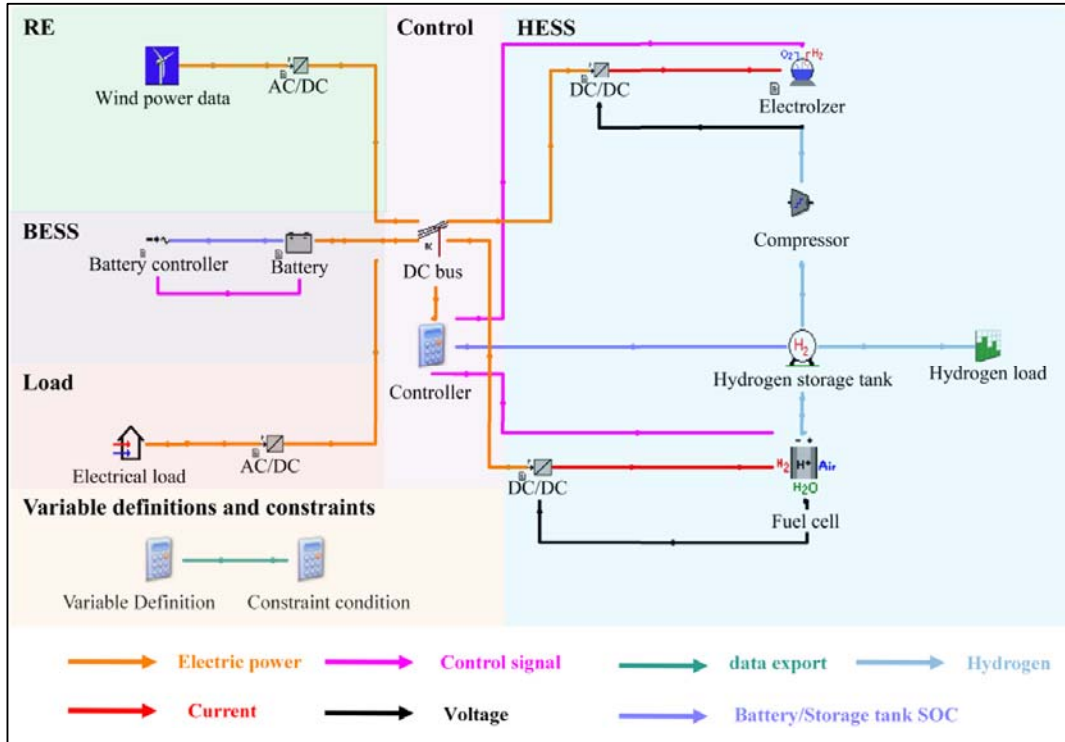 RE
Control
HESS
Wind power data
AC/DC
DC/DC
O2
H2
Electrolzer
BESS
Battery controller
Battery
DC bus
Compressor
Controller
H2
Hydrogen storage tank
Hydrogen load
Load
Electrical load
AC/DC
DC/DC
- +
H2
H+
Air
H2O
Fuel cell
Variable definitions and constraints
Variable Definition
Constraint condition
Electric power
Control signal
data export
Hydrogen
Current
Voltage
Battery/Storage tank SOC